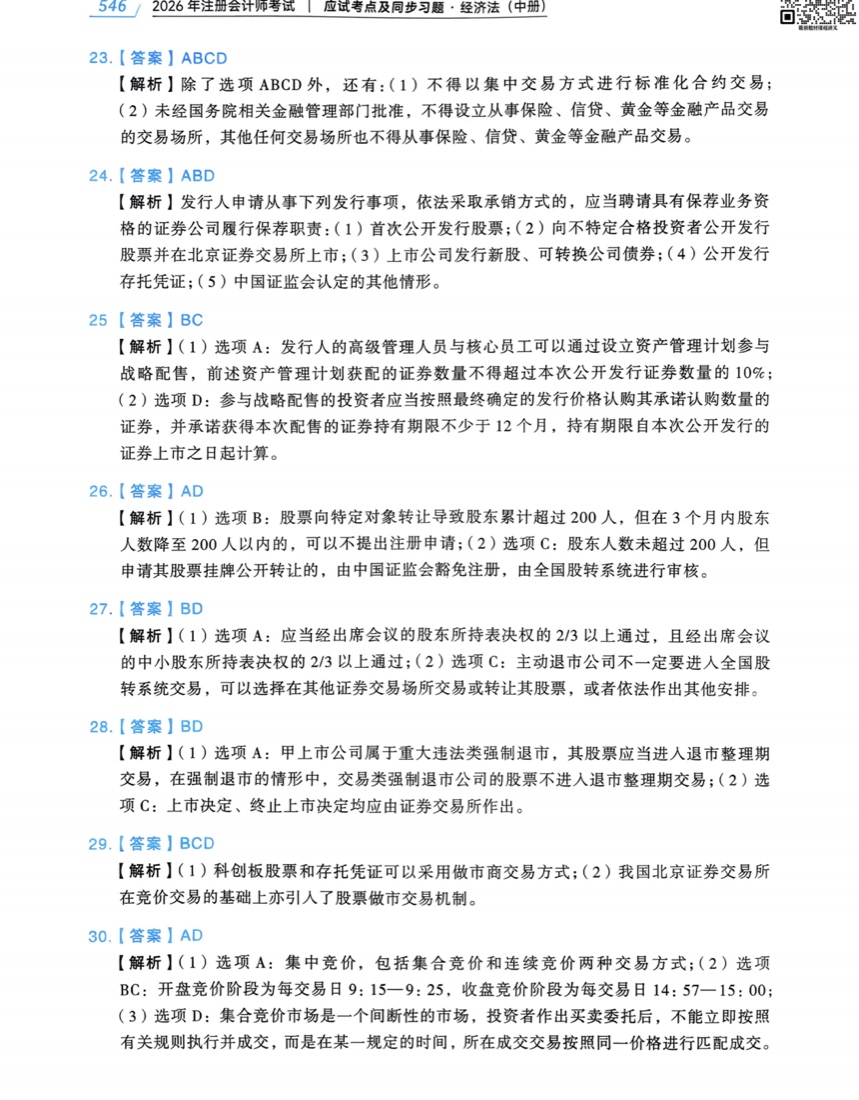 546 2026 年注册会计师考试 | 应试考点及同步习题·经济法（中册）
23.【答案】ABCD
【解析】除了选项 ABCD 外，还有：（1）不得以集中交易方式进行标准化合约交易；
（2）未经国务院相关金融管理部门批准，不得设立从事保险、信贷、黄金等金融产品交易
的交易场所，其他任何交易场所也不得从事保险、信贷、黄金等金融产品交易。
24.【答案】ABD
【解析】发行人申请从事下列发行事项，依法采取承销方式的，应当聘请具有保荐业务资
格的证券公司履行保荐职责：（1）首次公开发行股票；（2）向不特定合格投资者公开发行
股票并在北京证券交易所上市；（3）上市公司发行新股、可转换公司债券；（4）公开发行
存托凭证；（5）中国证监会认定的其他情形。
25【答案】BC
【解析】（1）选项 A：发行人的高级管理人员与核心员工可以通过设立资产管理计划参与
战略配售，前述资产管理计划获配的证券数量不得超过本次公开发行证券数量的 10%；
（2）选项 D：参与战略配售的投资者应当按照最终确定的发行价格认购其承诺认购数量的
证券，并承诺获得本次配售的证券持有期限不少于 12 个月，持有期限自本次公开发行的
证券上市之日起计算。
26.【答案】AD
【解析】（1）选项 B：股票向特定对象转让导致股东累计超过 200 人，但在 3 个月内股东
人数降至 200 人以内的，可以不提出注册申请；（2）选项 C：股东人数未超过 200 人，但
申请其股票挂牌公开转让的，由中国证监会豁免注册，由全国股转系统进行审核。
27.【答案】BD
【解析】（1）选项 A：应当经出席会议的股东所持表决权的 2/3 以上通过，且经出席会议
的中小股东所持表决权的 2/3 以上通过；（2）选项 C：主动退市公司不一定要进入全国股
转系统交易，可以选择在其他证券交易场所交易或转让其股票，或者依法作出其他安排。
28.【答案】BD
【解析】（1）选项 A：甲上市公司属于重大违法类强制退市，其股票应当进入退市整理期
交易，在强制退市的情形中，交易类强制退市公司的股票不进入退市整理期交易；（2）选
项 C：上市决定、终止上市决定均应由证券交易所作出。
29.【答案】BCD
【解析】（1）科创板股票和存托凭证可以采用做市商交易方式；（2）我国北京证券交易所
在竞价交易的基础上亦引入了股票做市交易机制。
30.【答案】AD
【解析】（1）选项 A：集中竞价，包括集合竞价和连续竞价两种交易方式；（2）选项
BC：开盘竞价阶段为每交易日 9：15—9：25，收盘竞价阶段为每交易日 14：57—15：00；
（3）选项 D：集合竞价市场是一个间断性的市场，投资者作出买卖委托后，不能立即按照
有关规则执行并成交，而是在某一规定的时间，所在成交交易按照同一价格进行匹配成交。